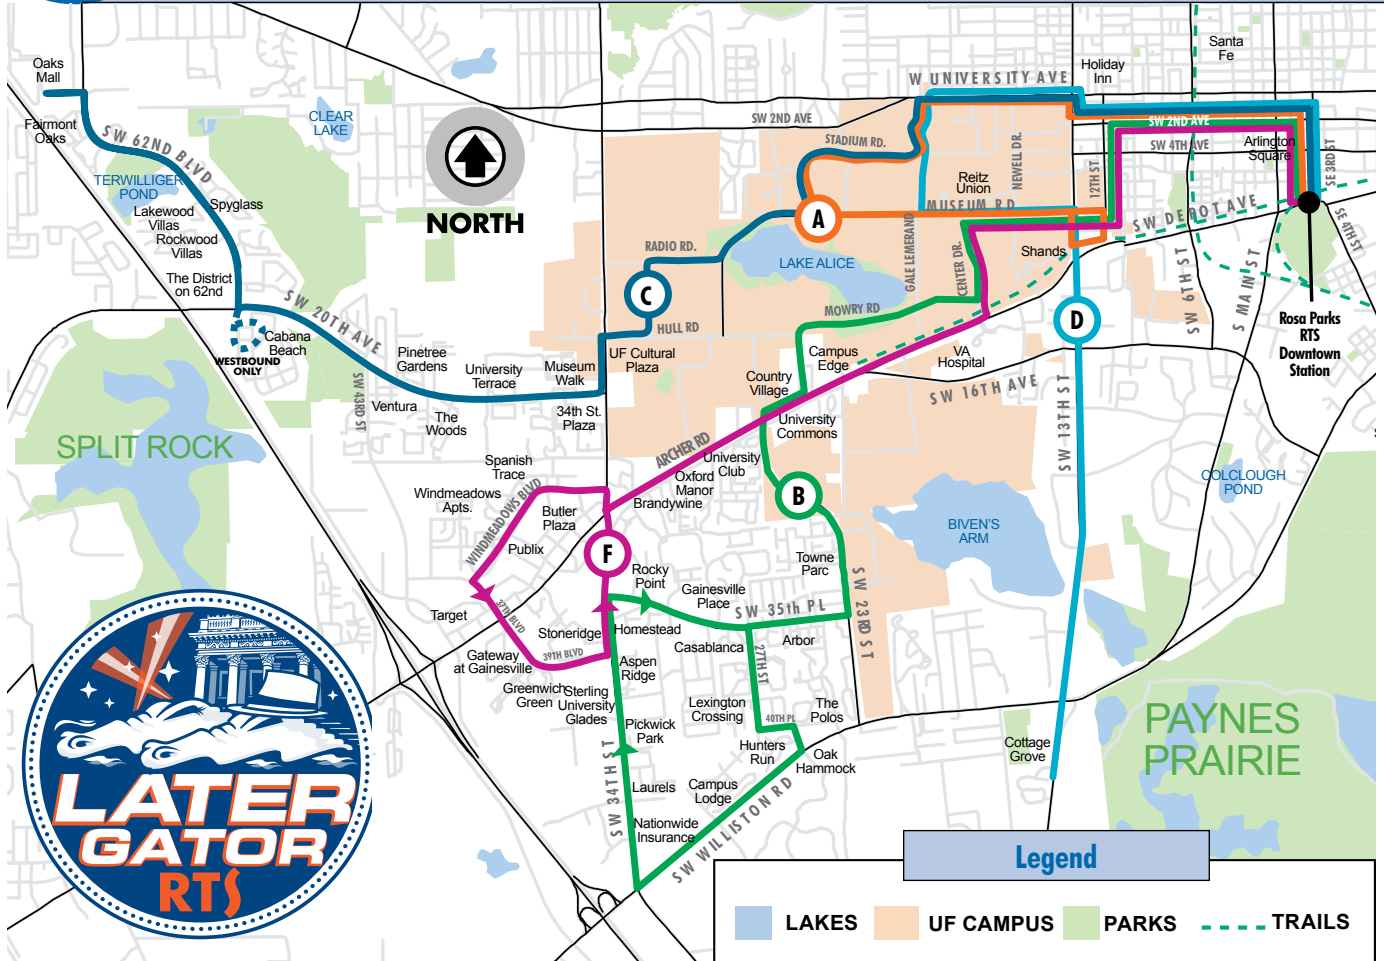 Santa
Fe
Oaks
Mall
Holiday
Inn
W UNIVERSITY AVE
CLEAR
LAKE
SW 2ND AVE
SW 2ND AVE
Fairmont
Oaks
SW 62ND BLVD
STADIUM RD.
NEWELL DR.
SW 4TH AVE
Arlington
Square
SE 3RD ST
TERWILLIGER
POND
Reitz
Union
12TH ST
Spyglass
Lakewood
Villas
NORTH
A
MUSEUM RD
SW DEPOT AVE
SE 4TH ST
Rockwood
Villas
RADIO RD.
GALE LEMERAND
CENTER DR.
Shands
LAKE ALICE
The District
on 62nd
C
SW 20TH AVE
MOWRY RD
D
SW 6TH ST
S MAIN ST
Rosa Parks
RTS
Downtown
Station
HULL RD
Cabana
Beach
WESTBOUND
ONLY
Pinetree
Gardens
UF Cultural
Plaza
Campus
Edge
VA
Hospital
University
Terrace
Museum
Walk
Country
Village
SW 16TH AVE
SW 43RD ST
Ventura
The
Woods
34th St.
Plaza
University
Commons
SW 13TH ST
SPLIT ROCK
ARCHER RD
Spanish
Trace
University
Club
Oxford
Manor
Brandywine
COLCLOUGH
POND
WINDMEADOWS BLVD
Windmeadows
Apts.
B
Butler
Plaza
BIVEN'S
ARM
Publix
F
Towne
Parc
Rocky
Point
Gainesville
Place
SW 35th PL
SW 23RD ST
Target
37TH BLVD
Stoneridge
Homestead
Casablanca
Arbor
27TH ST
39TH BLVD
Gateway
at Gainesville
Aspen
Ridge
Greenwich
Green
Sterling
University
Glades
Lexington
Crossing
The
Polos
40TH PL
Pickwick
Park
Hunters
Run
Oak
Hammock
Cottage
Grove
PAYNES
PRAIRIE
SW 34TH ST
Laurels
Campus
Lodge
SW WILLISTON RD
Nationwide
Insurance
LATER
GATOR
RTS
Legend
LAKES
UF CAMPUS
PARKS
TRAILS